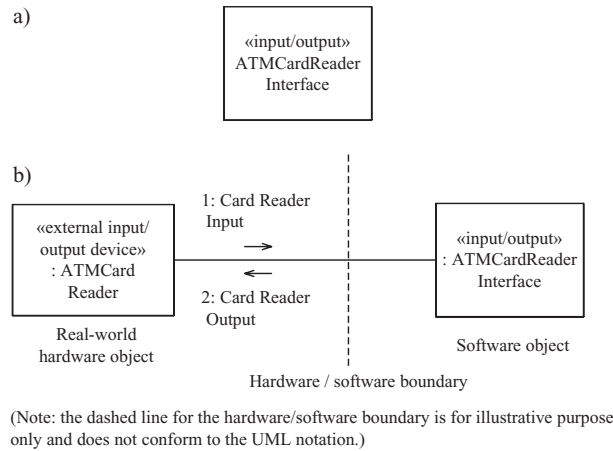 a)
«input/output»
ATMCardReader
Interface
b)
1: Card Reader
Input
«external input/
output device»
: ATMCard
Reader
«input/output»
: ATMCardReader
Interface
2: Card Reader
Output
Real-world
hardware object
Software object
Hardware / software boundary
(Note: the dashed line for the hardware/software boundary is for illustrative purpose
only and does not conform to the UML notation.)